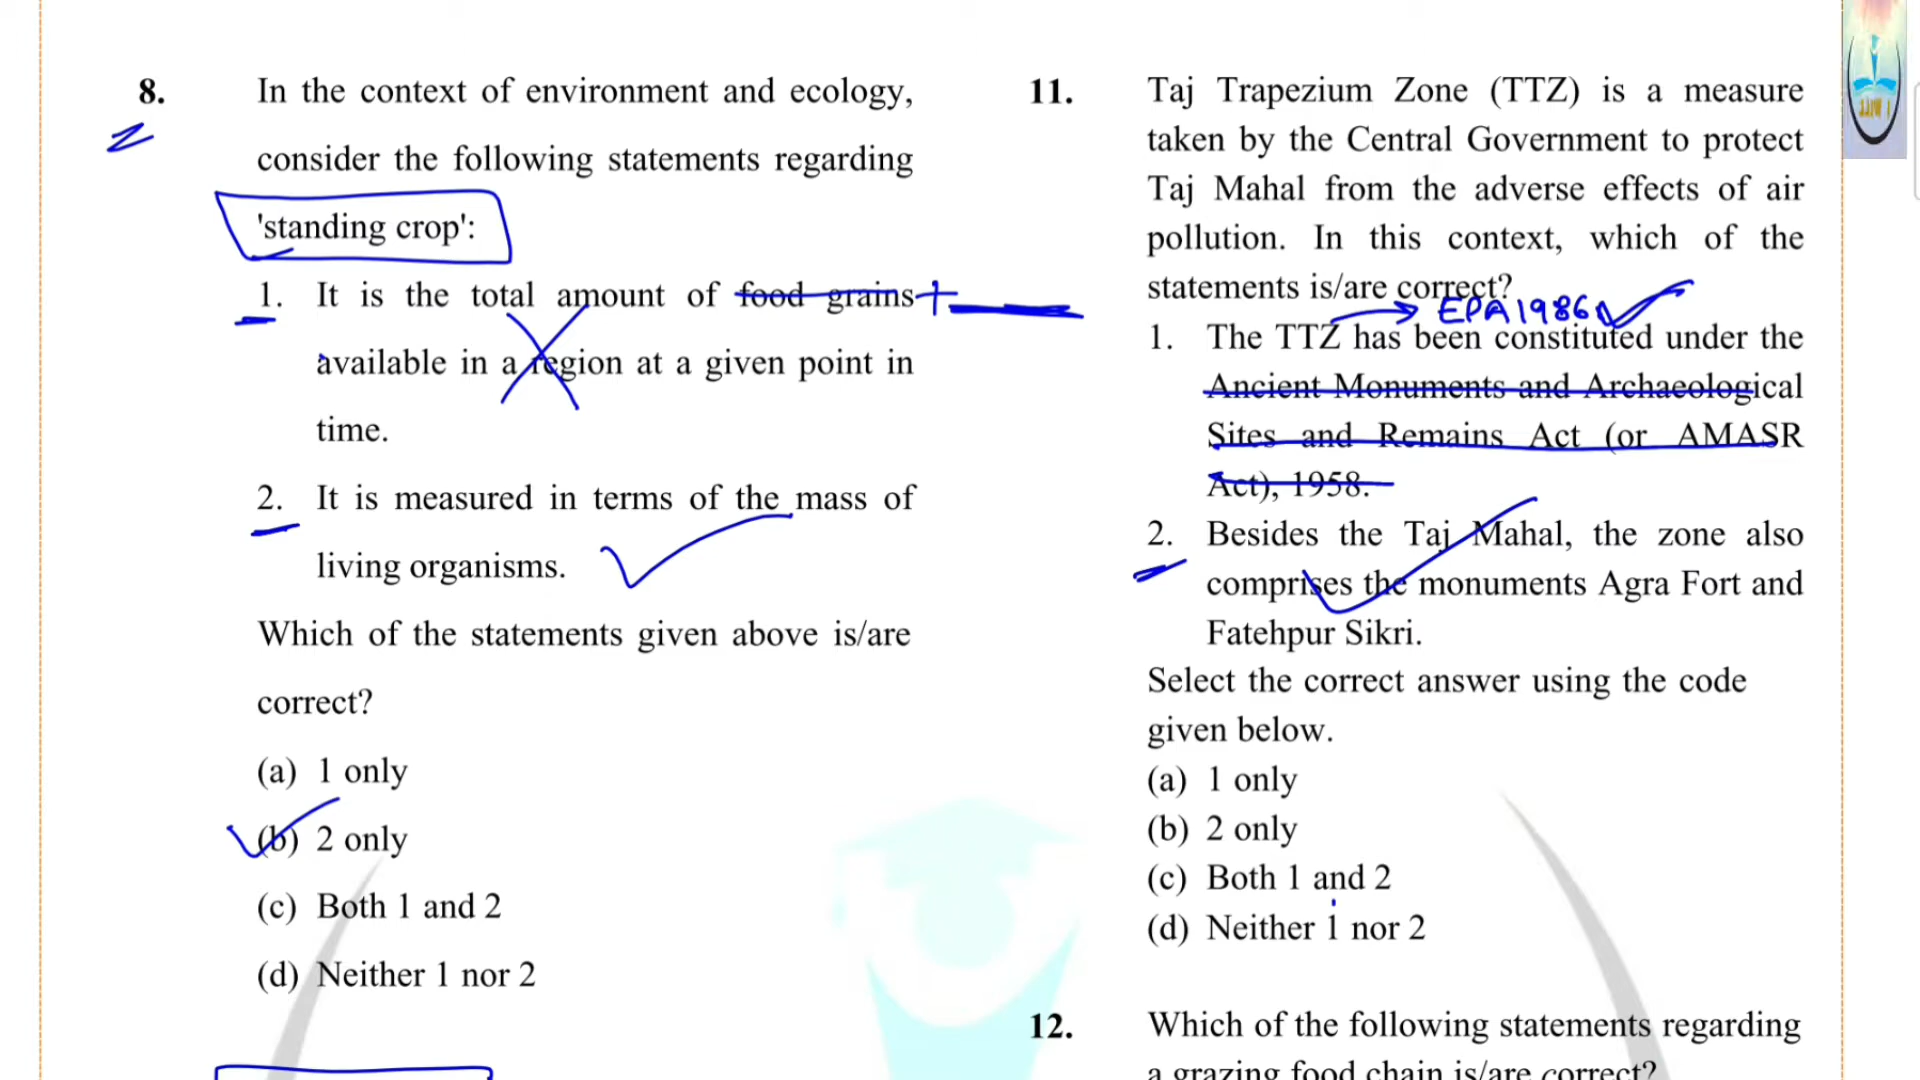 8.
In the context of environment and ecology,
consider the following statements regarding
'standing crop':
1. It is the total amount of food grains
available in a region at a given point in
time.
2. It is measured in terms of the mass of
living organisms.
Which of the statements given above is/are
correct?
(a) 1 only
(b) 2 only
(c) Both 1 and 2
(d) Neither 1 nor 2
11.
Taj Trapezium Zone (TTZ) is a measure
taken by the Central Government to protect
Taj Mahal from the adverse effects of air
pollution. In this context, which of the
statements is/are correct?
EPA1986
1. The TTZ has been constituted under the
Ancient Monuments and Archaeological
Sites and Remains Act (or AMASR
Act), 1958.
2. Besides the Taj Mahal, the zone also
comprises the monuments Agra Fort and
Fatehpur Sikri.
Select the correct answer using the code
given below.
(a) 1 only
(b) 2 only
(c) Both 1 and 2
(d) Neither 1 nor 2
12.
Which of the following statements regarding
a grazing food chain is/are correct?